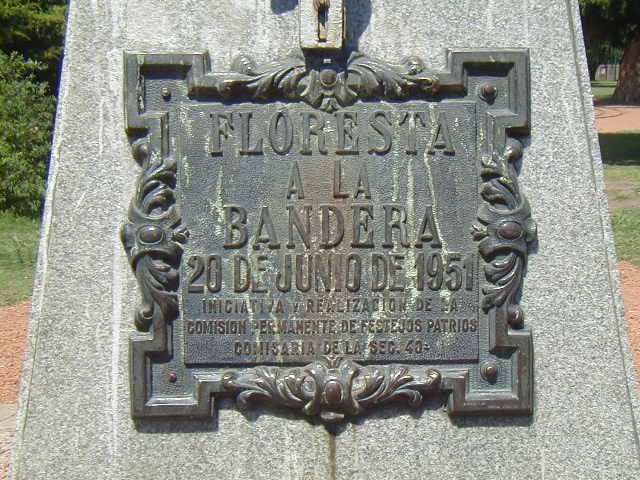 FLORESTA
A LA
BANDERA
20 DE JUNIO DE 1951
INICIATIVA Y REALIZACION DE LA
COMISION PERMANENTE DE FESTEJOS PATRIOS
COMISARIA DE LA SEC. 40ª